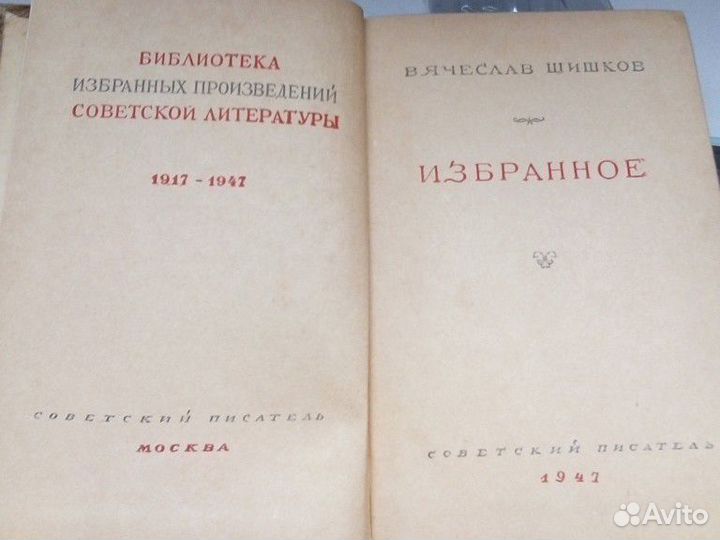 БИБЛИОТЕКА
ИЗБРАННЫХ ПРОИЗВЕДЕНИЙ
СОВЕТСКОЙ ЛИТЕРАТУРЫ
1917 - 1947
СОВЕТСКИЙ ПИСАТЕЛЬ
МОСКВА
ВЯЧЕСЛАВ ШИШКОВ
ИЗБРАННОЕ
СОВЕТСКИЙ ПИСАТЕЛЬ
1947
Avito